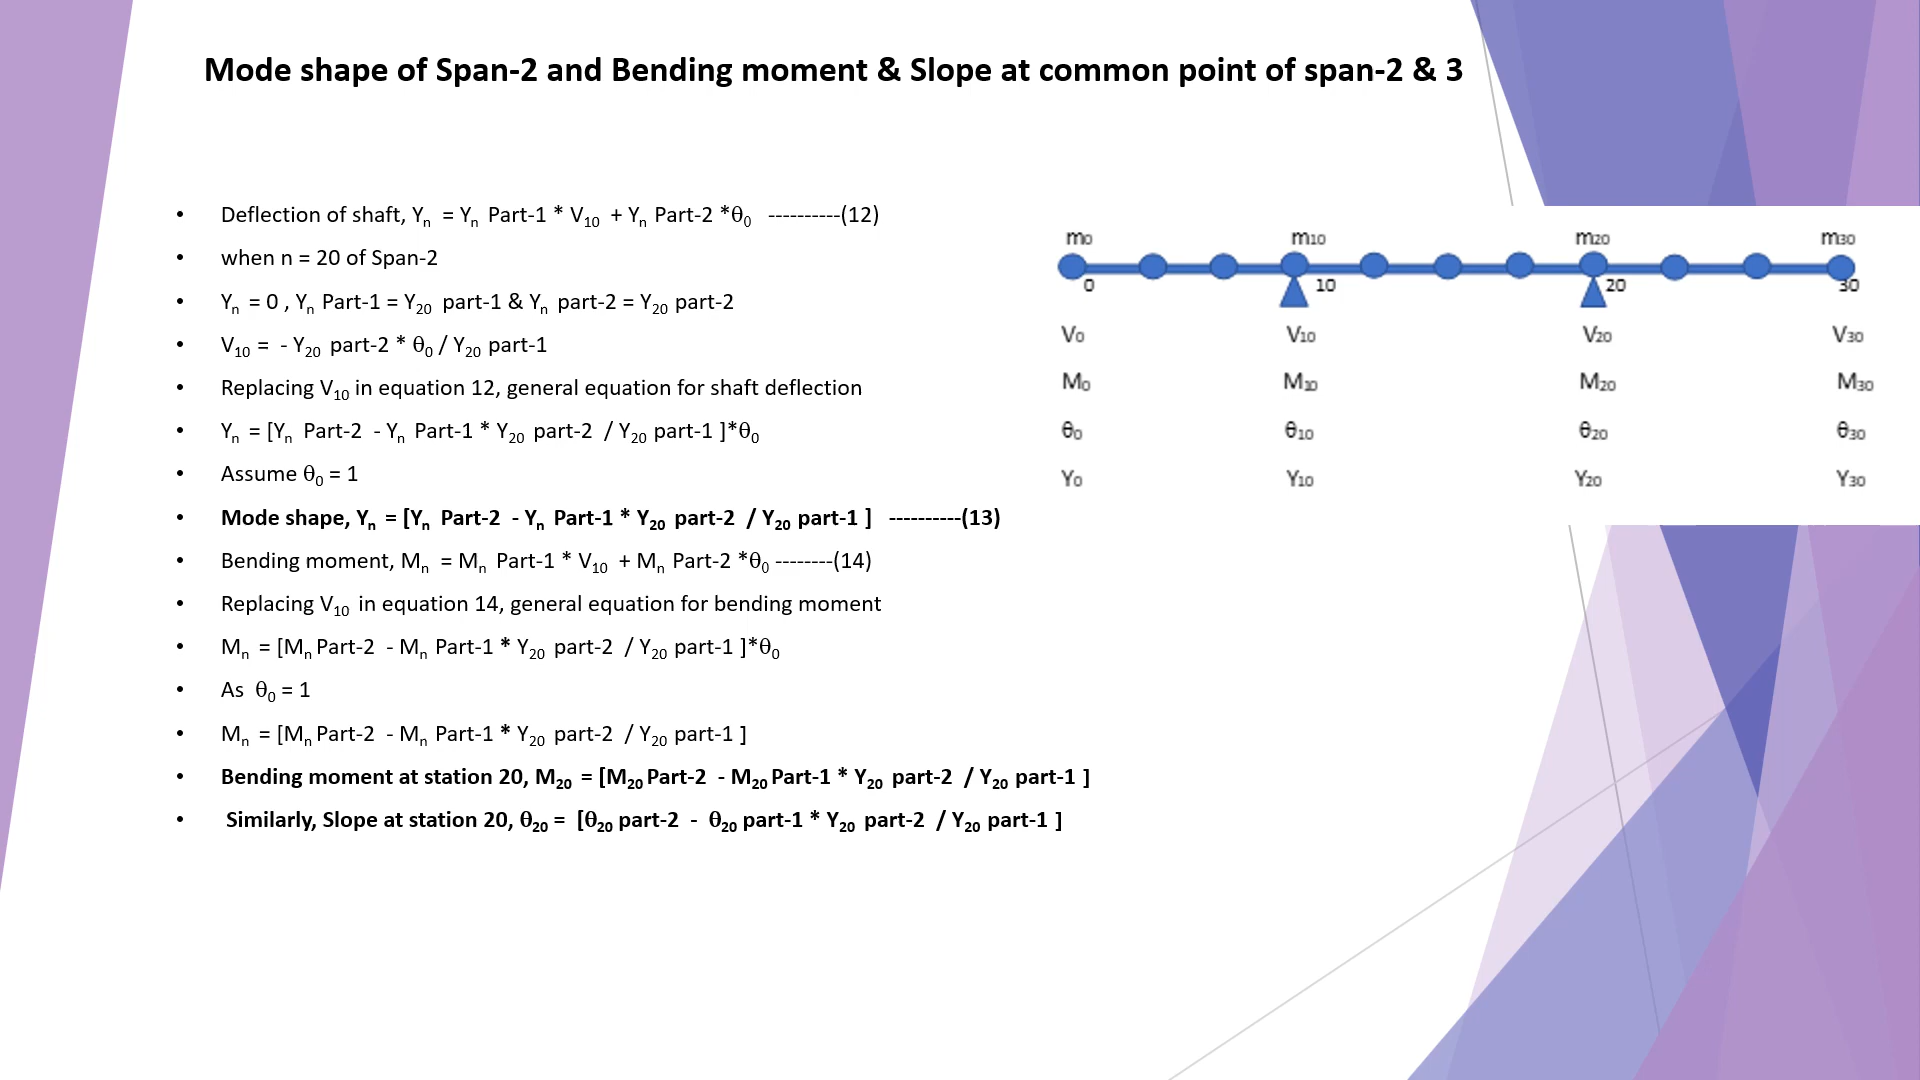 Mode shape of Span-2 and Bending moment & Slope at common point of span-2 & 3
• Deflection of shaft, Yn = Yn Part-1 * V10 + Yn Part-2 *θ0 ----------(12)
• when n = 20 of Span-2
• Yn = 0 , Yn Part-1 = Y20 part-1 & Yn part-2 = Y20 part-2
• V10 = - Y20 part-2 * θ0 / Y20 part-1
• Replacing V10 in equation 12, general equation for shaft deflection
• Yn = [Yn Part-2 - Yn Part-1 * Y20 part-2 / Y20 part-1 ]*θ0
• Assume θ0 = 1
• Mode shape, Yn = [Yn Part-2 - Yn Part-1 * Y20 part-2 / Y20 part-1 ] ----------(13)
• Bending moment, Mn = Mn Part-1 * V10 + Mn Part-2 *θ0 --------(14)
• Replacing V10 in equation 14, general equation for bending moment
• Mn = [Mn Part-2 - Mn Part-1 * Y20 part-2 / Y20 part-1 ]*θ0
• As θ0 = 1
• Mn = [Mn Part-2 - Mn Part-1 * Y20 part-2 / Y20 part-1 ]
• Bending moment at station 20, M20 = [M20 Part-2 - M20 Part-1 * Y20 part-2 / Y20 part-1 ]
• Similarly, Slope at station 20, θ20 = [θ20 part-2 - θ20 part-1 * Y20 part-2 / Y20 part-1 ]
m0 m10 m20 m30
0 10 20 30
V0 V10 V20 V30
M0 M10 M20 M30
θ0 θ10 θ20 θ30
Y0 Y10 Y20 Y30